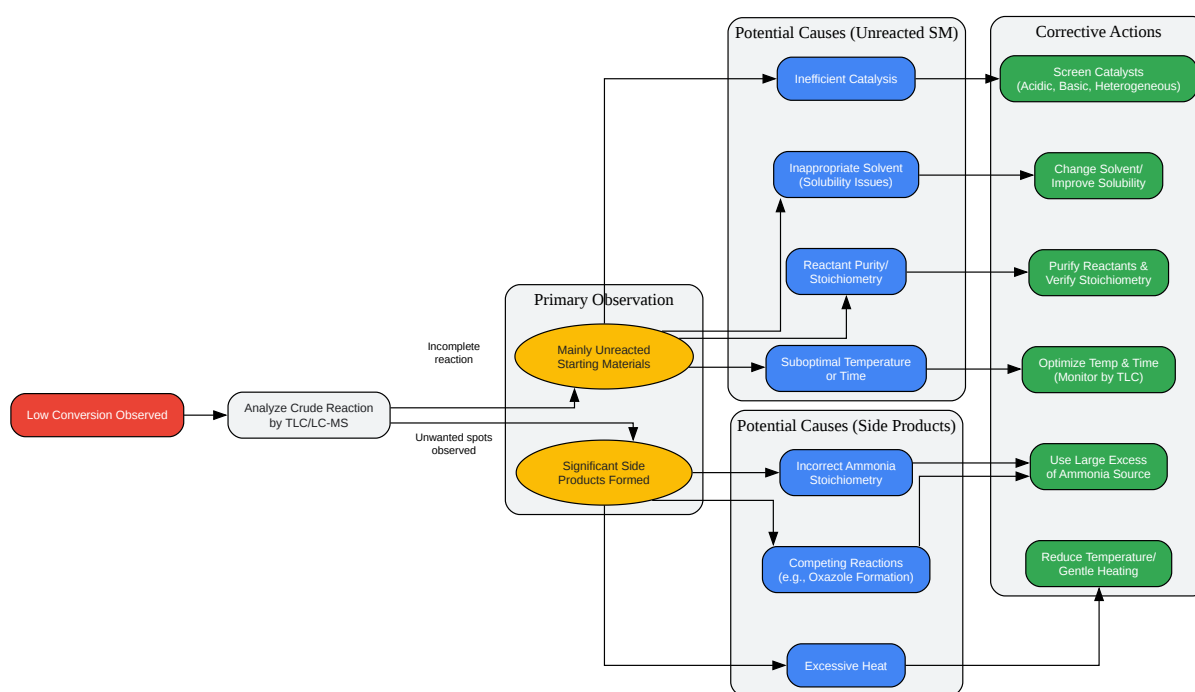 Potential Causes (Unreacted SM)
Corrective Actions
Inefficient Catalysis
Screen Catalysts
(Acidic, Basic, Heterogeneous)
Inappropriate Solvent
(Solubility Issues)
Change Solvent/
Improve Solubility
Reactant Purity/
Stoichiometry
Purify Reactants &
Verify Stoichiometry
Primary Observation
Incomplete
reaction
Mainly Unreacted
Starting Materials
Suboptimal Temperature
or Time
Optimize Temp & Time
(Monitor by TLC)
Low Conversion Observed
Analyze Crude Reaction
by TLC/LC-MS
Unwanted spots
observed
Potential Causes (Side Products)
Significant Side
Products Formed
Incorrect Ammonia
Stoichiometry
Use Large Excess
of Ammonia Source
Competing Reactions
(e.g., Oxazole Formation)
Reduce Temperature/
Gentle Heating
Excessive Heat